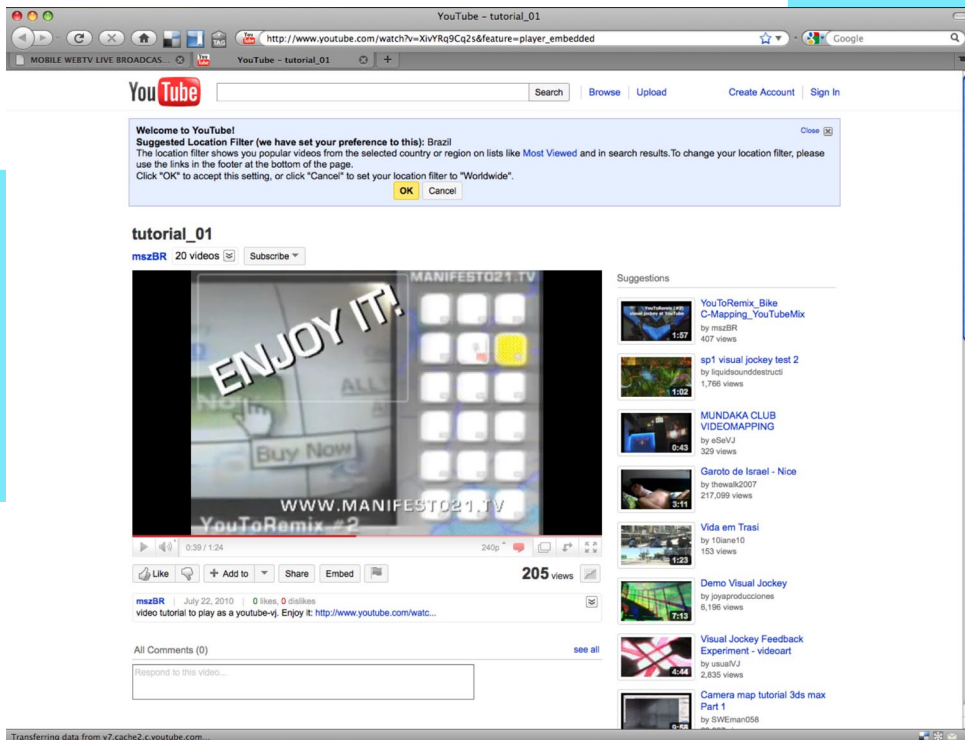 YouTube - tutorial_01
http://www.youtube.com/watch?v=XivYRq9Cq2s&feature=player_embedded
Google
TAG
MOBILE WEBTV LIVE BROADCAS...
YouTube - tutorial_01
You Tube
Search
Browse
Upload
Create Account
Sign In
Welcome to YouTube!
Close
Suggested Location Filter (we have set your preference to this): Brazil
The location filter shows you popular videos from the selected country or region on lists like Most Viewed and in search results.To change your location filter, please
use the links in the footer at the bottom of the page.
Click "OK" to accept this setting, or click "Cancel" to set your location filter to "Worldwide".
OK
Cancel
tutorial_01
mszBR 20 videos
Subscribe
MANIFESTO21.TV
ENJOY IT!
Buy Now
WWW.MANIFESTO21.TV
YouToRemix #2
0:39 / 1:24
240p
Like
+ Add to
Share
Embed
205 views
mszBR | July 22, 2010 | 0 likes, 0 dislikes
video tutorial to play as a youtube-vj. Enjoy it: http://www.youtube.com/watc...
All Comments (0)
see all
Respond to this video...
Suggestions
1:57
YouToRemix_Bike
C-Mapping_YouTubeMix
by mszBR
407 views
1:02
sp1 visual jockey test 2
by liquidsounddestructi
1,766 views
0:43
MUNDAKA CLUB
VIDEOMAPPING
by eSeVJ
329 views
3:11
Garoto de Israel - Nice
by thewalk2007
217,099 views
1:23
Vida em Trasi
by 10iane10
153 views
7:13
Demo Visual Jockey
by joyaproducciones
6,196 views
4:44
Visual Jockey Feedback
Experiment - videoart
by usualVJ
2,835 views
Camera map tutorial 3ds max
Part 1
by SWEman058
Transferring data from v7.cache2.c.youtube.com...